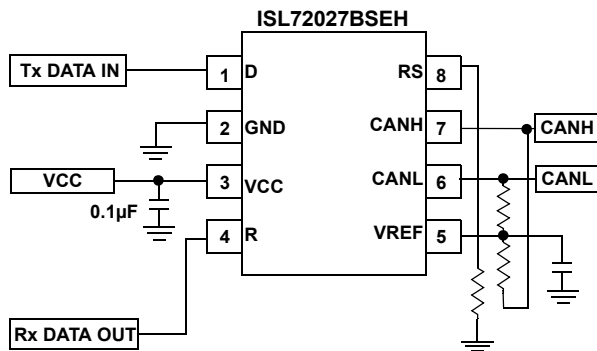 ISL72027BSEH
Tx DATA IN
1 D
RS 8
2 GND
CANH 7
CANH
VCC
3 VCC
CANL 6
CANL
0.1µF
4 R
VREF 5
Rx DATA OUT